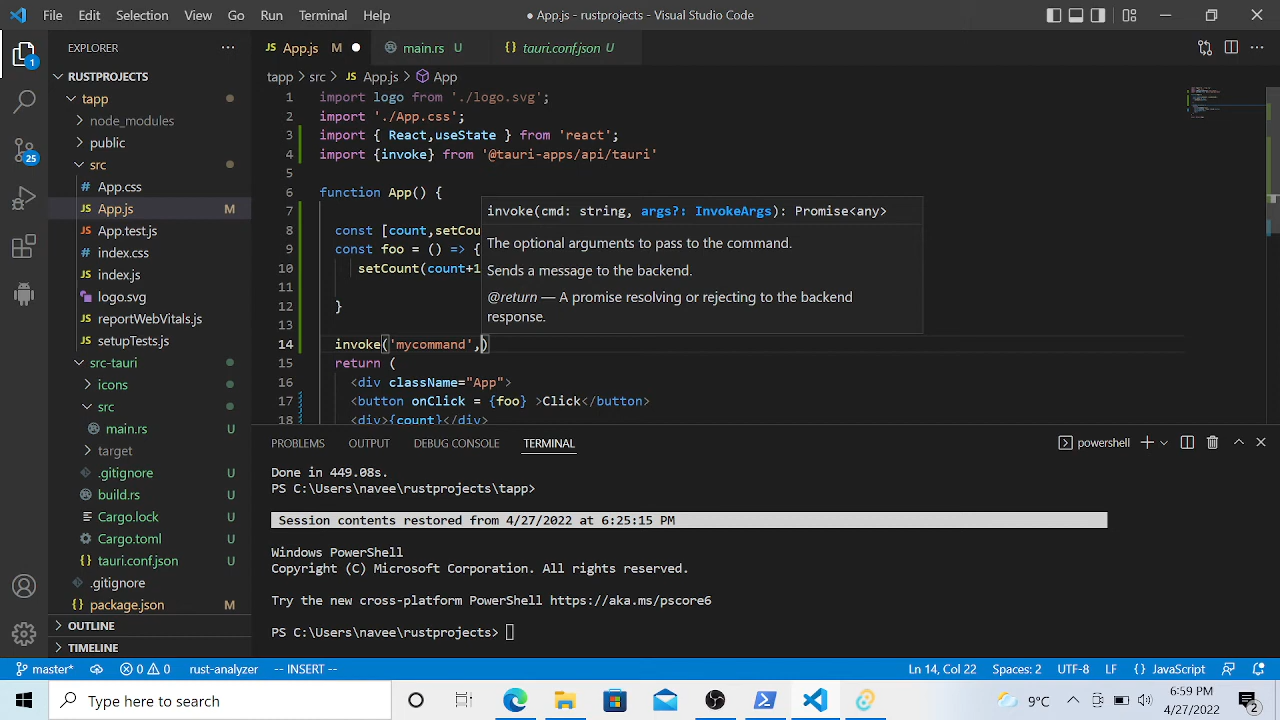 File Edit Selection View Go Run Terminal Help
● App.js - rustprojects - Visual Studio Code
EXPLORER
JS App.js M
main.rs U
{} tauri.conf.json U
1
RUSTPROJECTS
tapp
node_modules
public
25
src
# App.css
JS App.js M
JS App.test.js
# index.css
JS index.js
logo.svg
JS reportWebVitals.js
JS setupTests.js
src-tauri
icons
src
main.rs U
target
.gitignore U
build.rs U
Cargo.lock U
Cargo.toml U
{} tauri.conf.json U
.gitignore
{} package.json M
OUTLINE
TIMELINE
tapp > src > JS App.js > App
1 import logo from './logo.svg';
2 import './App.css';
3 import { React,useState } from 'react';
4 import {invoke} from '@tauri-apps/api/tauri'
5
6 function App() {
7
8 const [count,setCou
9 const foo = () => {
10 setCount(count+1
11
12 }
13
14 invoke('mycommand',)
15 return (
16 <div className="App">
17 <button onClick = {foo} >Click</button>
18 <div>{count}</div>
invoke(cmd: string, args?: InvokeArgs): Promise<any>
The optional arguments to pass to the command.
Sends a message to the backend.
@return — A promise resolving or rejecting to the backend
response.
PROBLEMS OUTPUT DEBUG CONSOLE TERMINAL
powershell
Done in 449.08s.
PS C:\Users\navee\rustprojects\tapp>
Session contents restored from 4/27/2022 at 6:25:15 PM
Windows PowerShell
Copyright (C) Microsoft Corporation. All rights reserved.
Try the new cross-platform PowerShell https://aka.ms/pscore6
PS C:\Users\navee\rustprojects>
master* 0 0 rust-analyzer -- INSERT --
Ln 14, Col 22 Spaces: 2 UTF-8 LF {} JavaScript
Type here to search
9°C
6:59 PM
4/27/2022
2